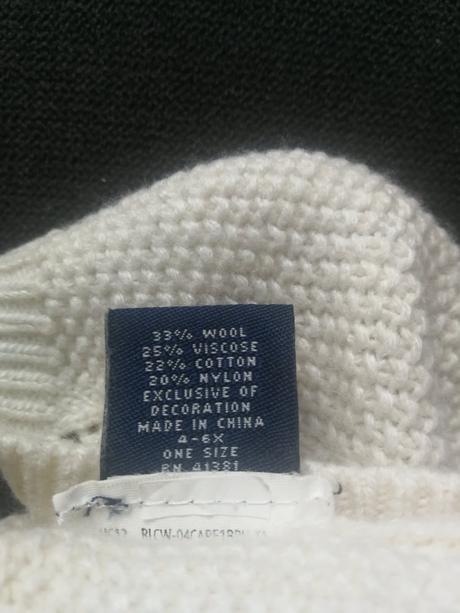 33% WOOL
25% VISCOSE
22% COTTON
20% NYLON
EXCLUSIVE OF
DECORATION
MADE IN CHINA
4-6X
ONE SIZE
RN 41381